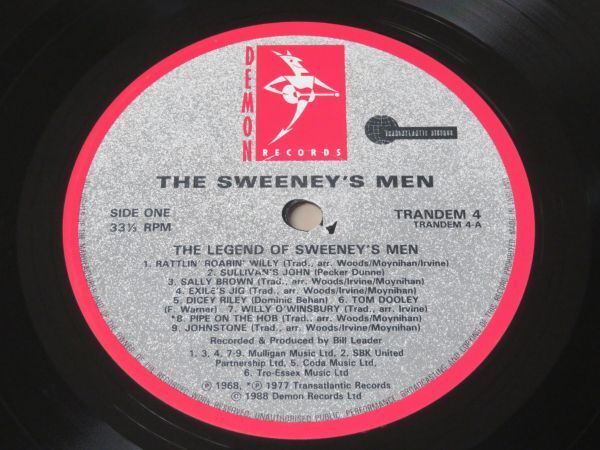 DEMON
RECORDS
TRANSATLANTIC RECORDS
THE SWEENEY'S MEN
SIDE ONE
33⅓ RPM
TRANDEM 4
TRANDEM 4-A
THE LEGEND OF SWEENEY'S MEN
1. RATTLIN' ROARIN' WILLY (Trad., arr. Woods/Moynihan/Irvine)
2. SULLIVAN'S JOHN (Pecker Dunne)
3. SALLY BROWN (Trad., arr. Woods/Irvine/Moynihan)
4. EXILE'S JIG (Trad., arr. Woods/Irvine/Moynihan)
5. DICEY RILEY (Dominic Behan) 6. TOM DOOLEY
(F. Warner) 7. WILLY O'WINSBURY (Trad., arr. Irvine)
*8. PIPE ON THE HOB (Trad., arr. Woods/Moynihan)
9. JOHNSTONE (Trad., arr. Woods/Moynihan)
Recorded & Produced by Bill Leader
1, 3, 4, 7-9. Mulligan Music Ltd, 2. SBK United
Partnership Ltd, 5. Coda Music Ltd,
6. Tro-Essex Music Ltd
Ⓟ 1968, *Ⓟ 1977 Transatlantic Records
© 1988 Demon Records Ltd
UNAUTHORISED PUBLIC PERFORMANCE, BROADCASTING